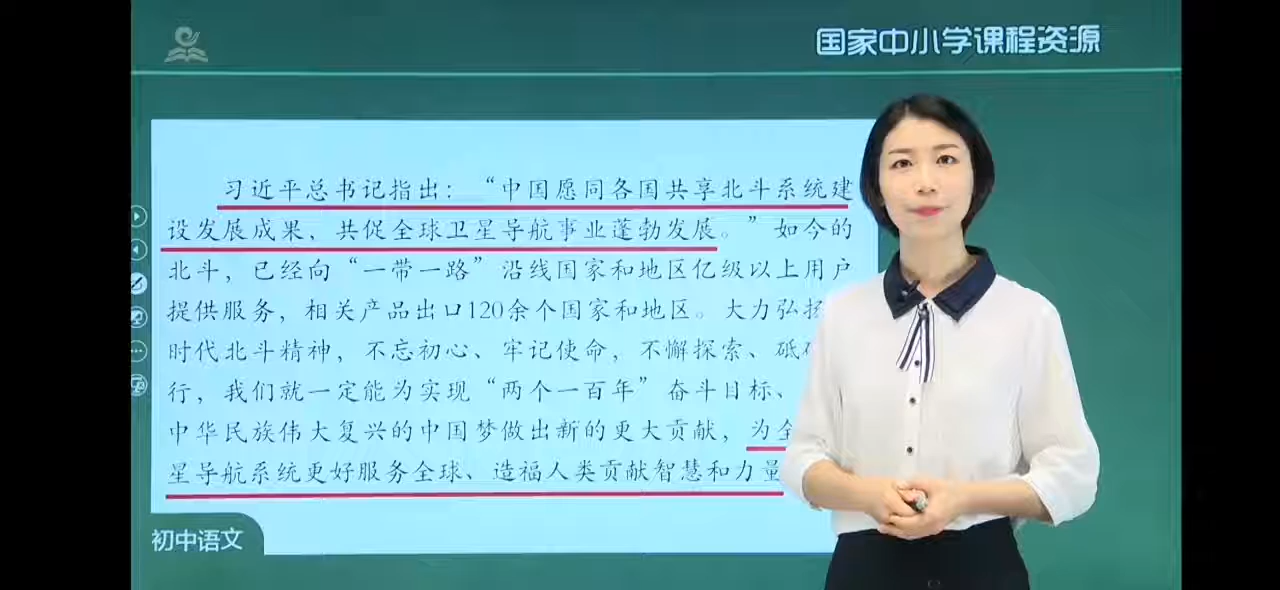 国家中小学课程资源
习近平总书记指出：“中国愿同各国共享北斗系统建
设发展成果，共促全球卫星导航事业蓬勃发展。”如今的
北斗，已经向“一带一路”沿线国家和地区亿级以上用户
提供服务，相关产品出口120余个国家和地区。大力弘扬
时代北斗精神，不忘初心、牢记使命，不懈探索、砥
行，我们就一定能为实现“两个一百年”奋斗目标、
中华民族伟大复兴的中国梦做出新的更大贡献，为全
星导航系统更好服务全球、造福人类贡献智慧和力量
初中语文